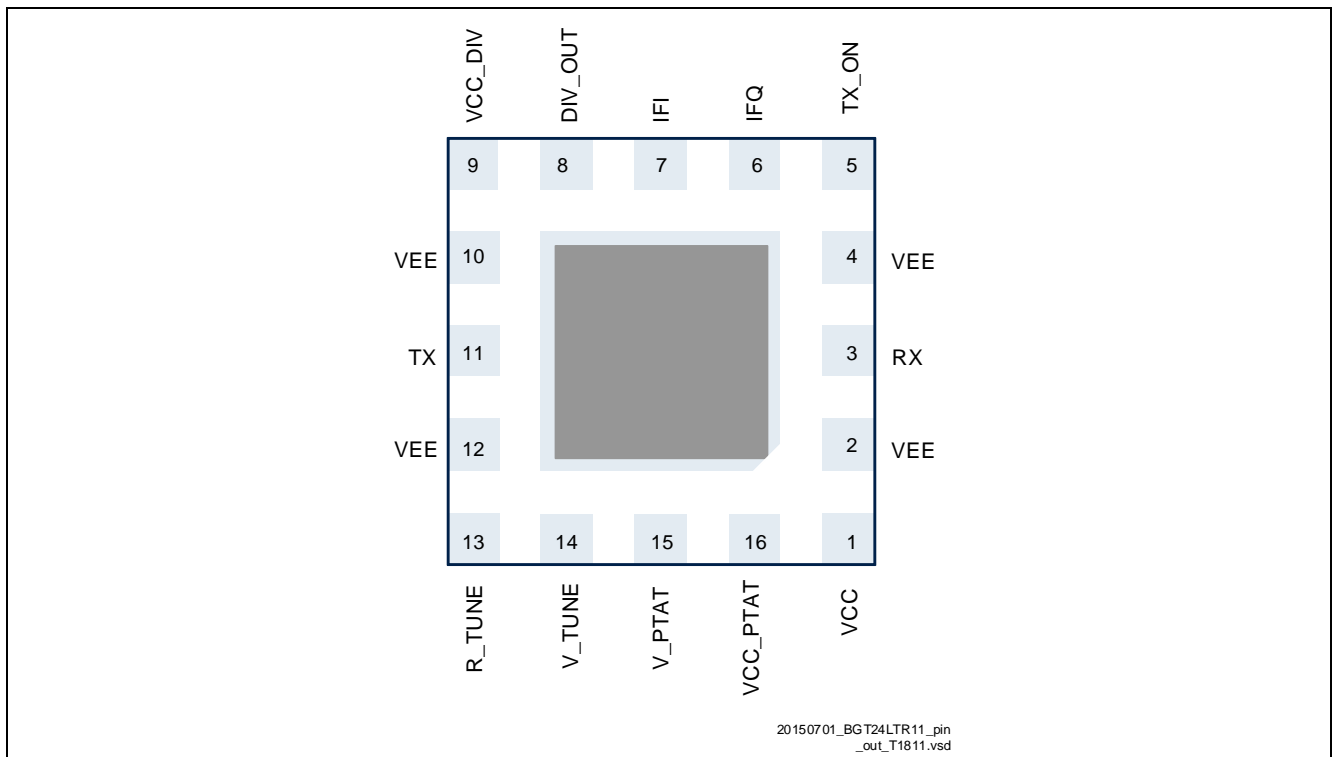 VCC_DIV
DIV_OUT
IFI
IFQ
TX_ON
9
8
7
6
5
VEE
10
4
VEE
TX
11
3
RX
VEE
12
2
VEE
13
14
15
16
1
R_TUNE
V_TUNE
V_PTAT
VCC_PTAT
VCC
20150701_BGT24LTR11_pin
_out_T1811.vsd